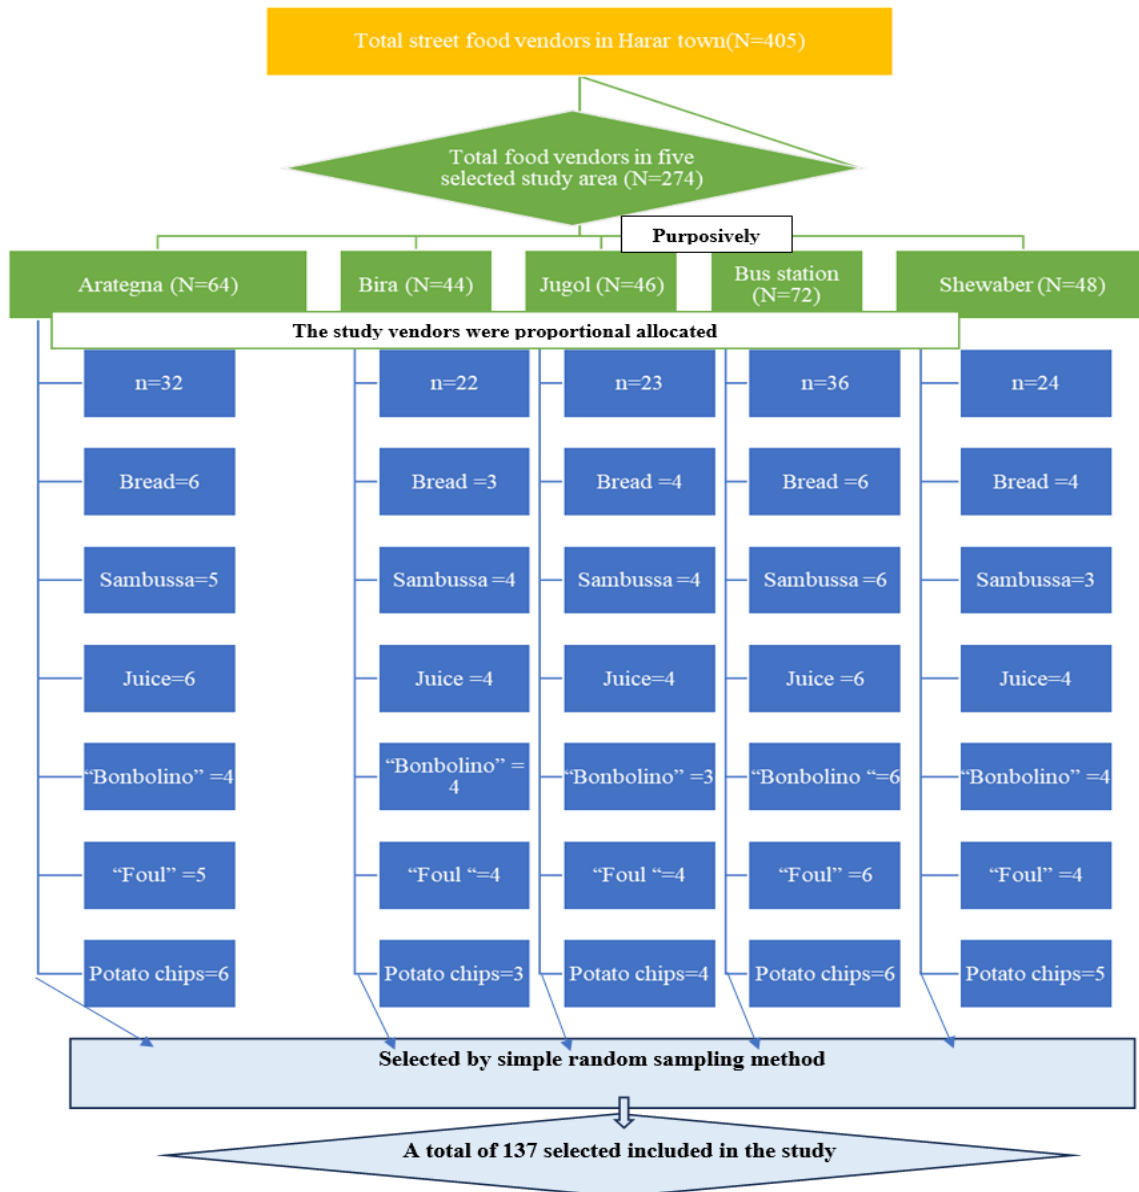 Total street food vendors in Harar town(N=405)
Total food vendors in five
selected study area (N=274)
Purposively
Arategna (N=64)
Bira (N=44)
Jugol (N=46)
Bus station
(N=72)
Shewaber (N=48)
The study vendors were proportional allocated
n=32
n=22
n=23
n=36
n=24
Bread=6
Bread =3
Bread =4
Bread =6
Bread =4
Sambussa=5
Sambussa =4
Sambussa =4
Sambussa =6
Sambussa=3
Juice=6
Juice =4
Juice=4
Juice =6
Juice=4
“Bonbolino” =4
“Bonbolino” =
4
“Bonbolino” =3
“Bonbolino “=6
“Bonbolino” =4
“Foul” =5
“Foul “=4
“Foul “=4
“Foul” =6
“Foul” =4
Potato chips=6
Potato chips=3
Potato chips=4
Potato chips=6
Potato chips=5
Selected by simple random sampling method
A total of 137 selected included in the study